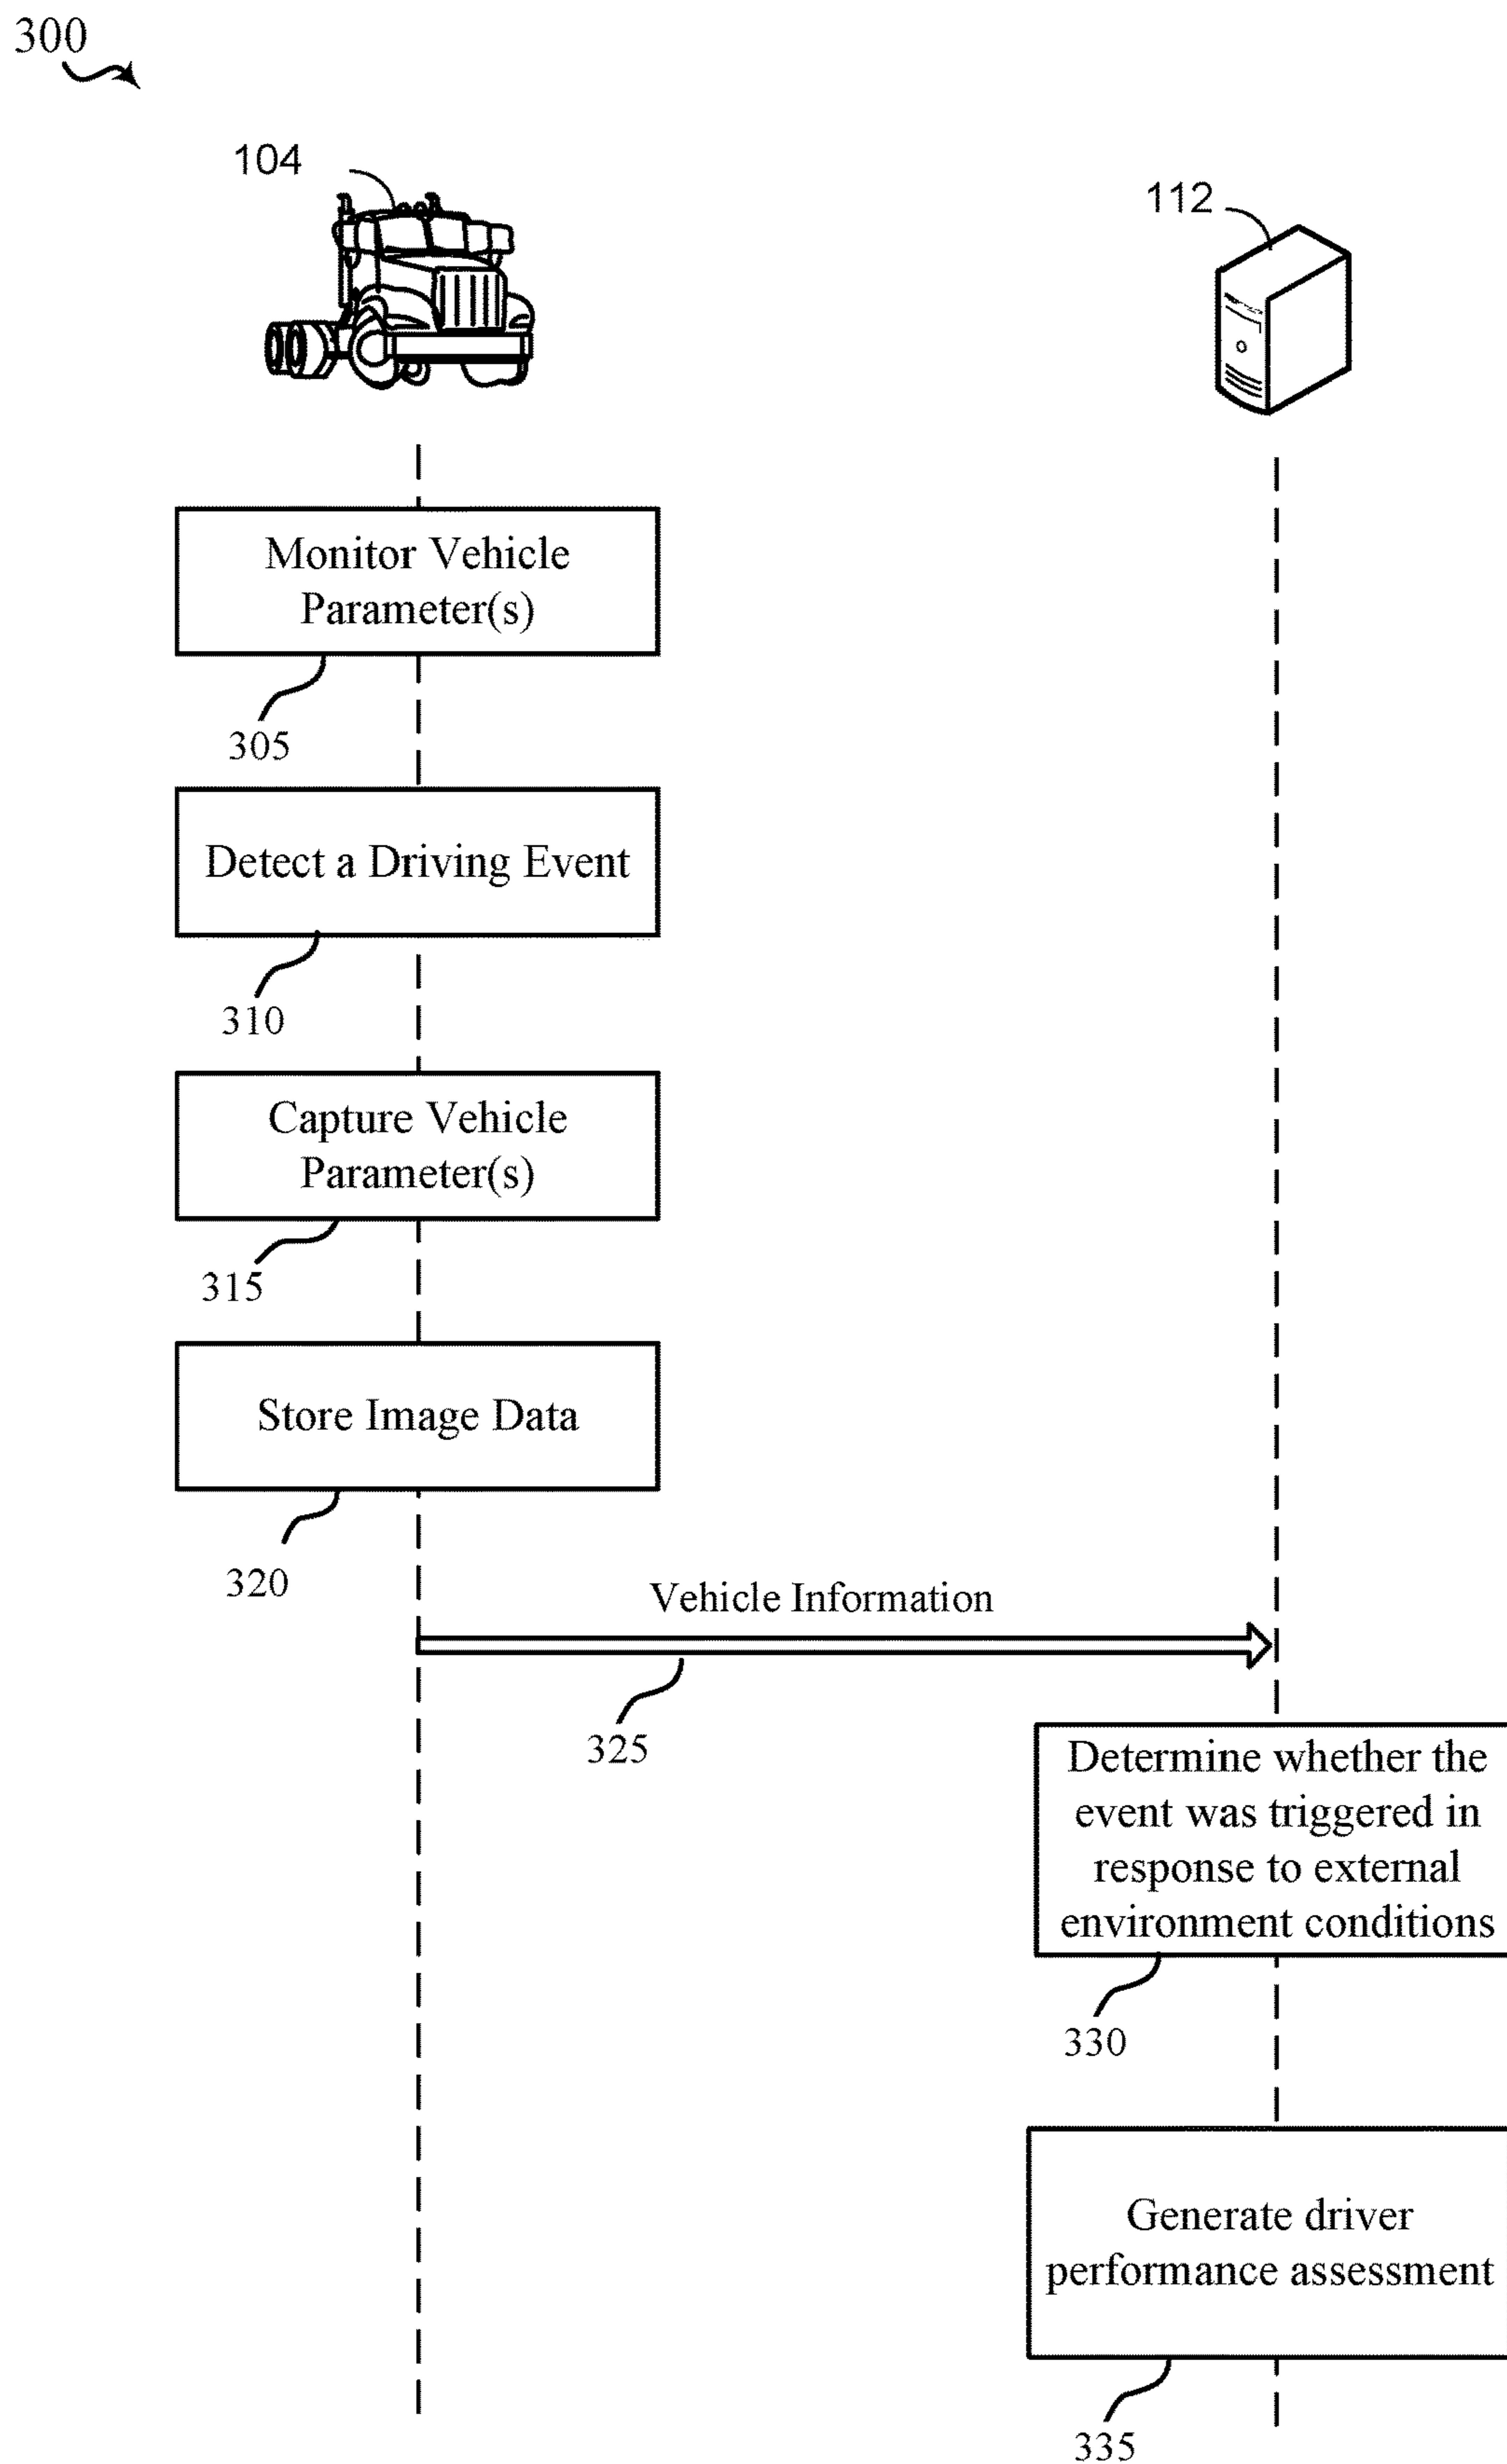 300
104
112
Monitor Vehicle
Parameter(s)
305
Detect a Driving Event
310
Capture Vehicle
Parameter(s)
315
Store Image Data
320
Vehicle Information
325
Determine whether the
event was triggered in
response to external
environment conditions
330
Generate driver
performance assessment
335